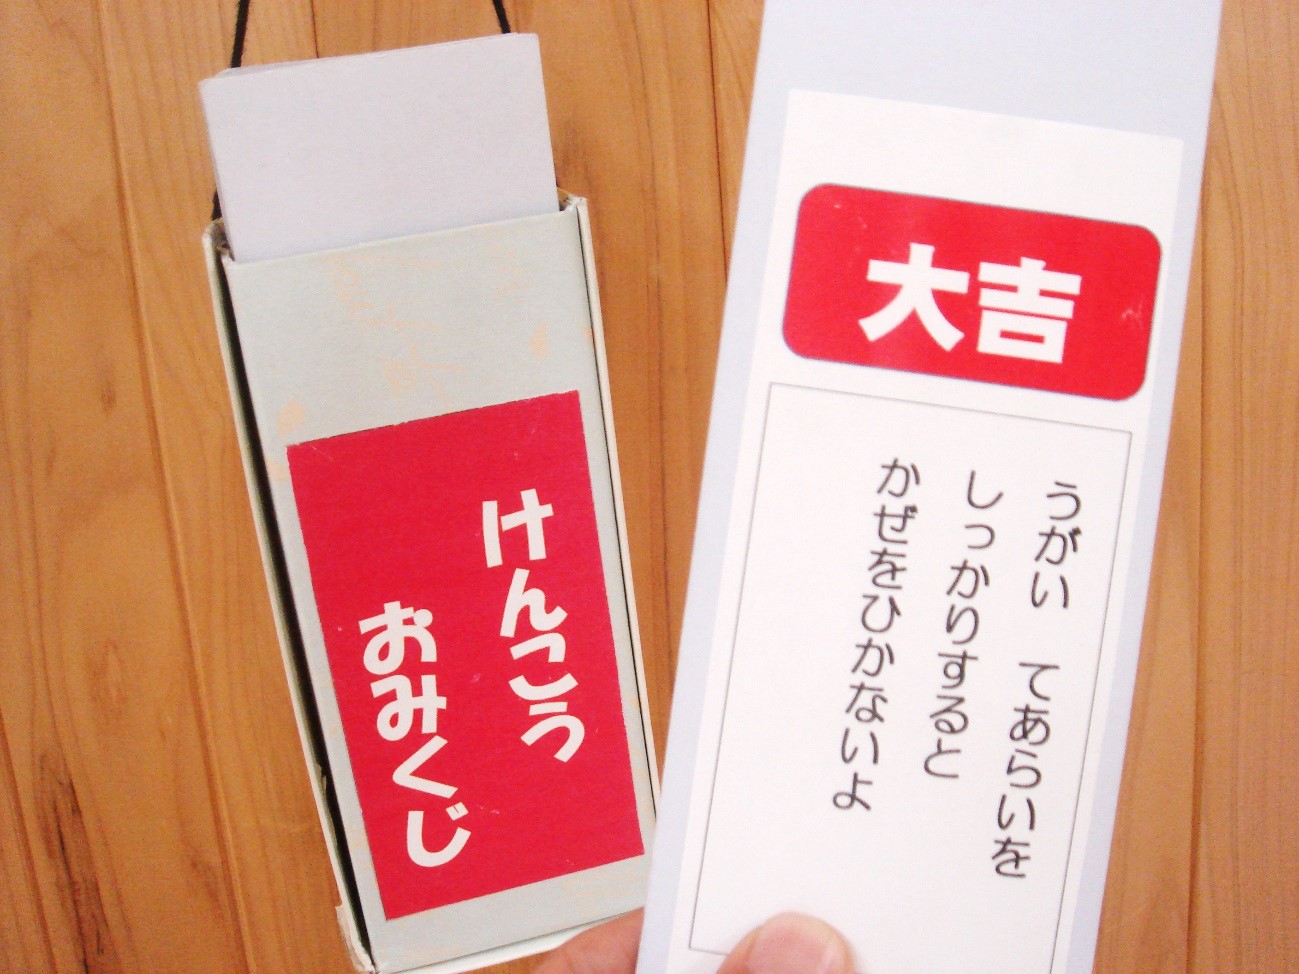 けんこう
おみくじ
大吉
うがい　てあらいを
しっかりすると
かぜをひかないよ